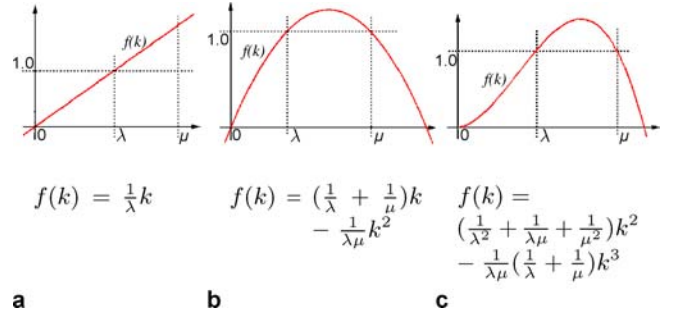 f(k)
1.0
0
λ
μ
f(k)
1.0
0
λ
μ
f(k)
1.0
0
λ
μ
f(k) = 1/λ k
f(k) = (1/λ + 1/μ)k
− 1/λμ k²
f(k) =
(1/λ² + 1/λμ + 1/μ²)k²
− 1/λμ (1/λ + 1/μ)k³
a
b
c